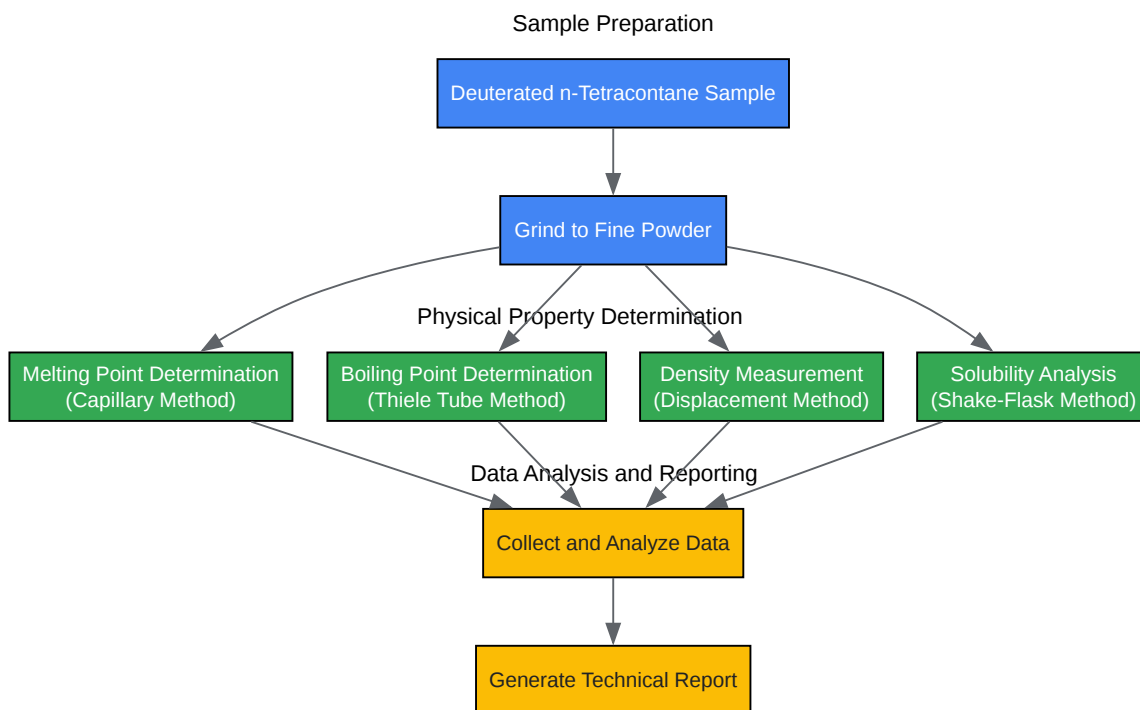 Sample Preparation
Deuterated n-Tetracontane Sample
Grind to Fine Powder
Physical Property Determination
Melting Point Determination
(Capillary Method)
Boiling Point Determination
(Thiele Tube Method)
Density Measurement
(Displacement Method)
Solubility Analysis
(Shake-Flask Method)
Data Analysis and Reporting
Collect and Analyze Data
Generate Technical Report